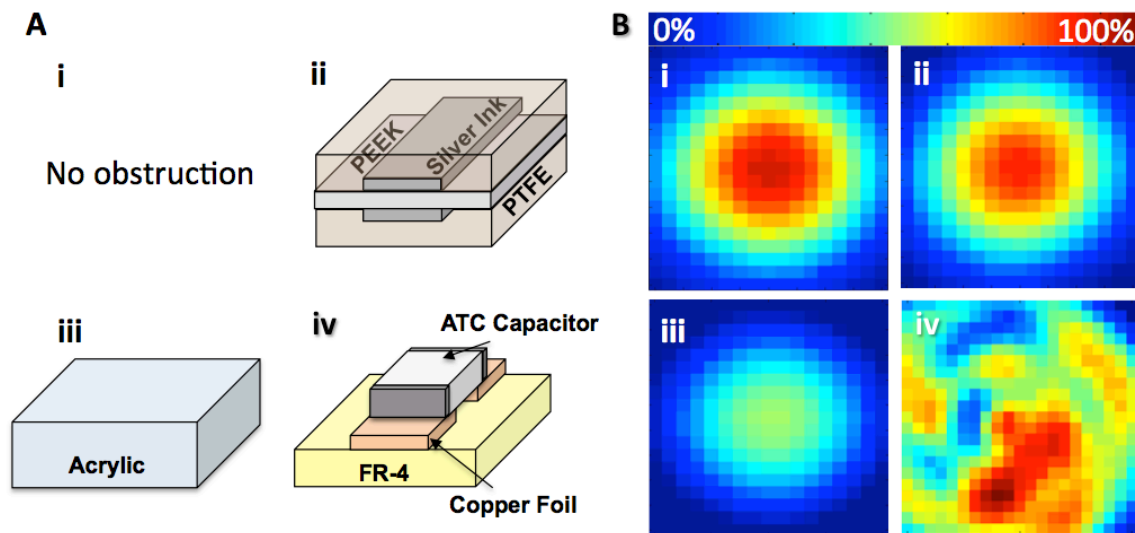 A
B
0%
100%
i
ii
i
ii
No obstruction
PEEK
Silver Ink
PTFE
iii
iv
iii
iv
ATC Capacitor
Acrylic
FR-4
Copper Foil